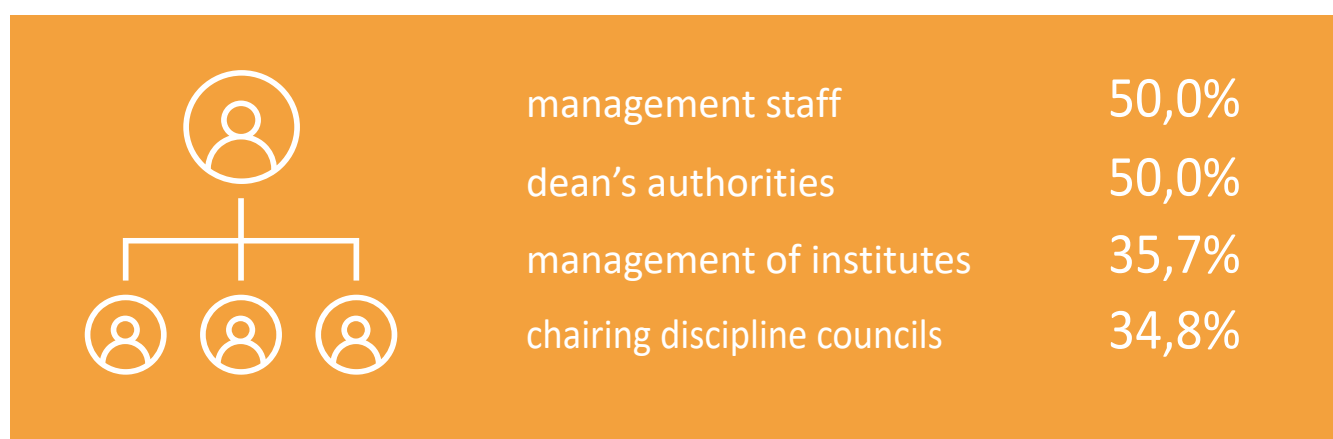 management staff 50,0%
dean’s authorities 50,0%
management of institutes 35,7%
chairing discipline councils 34,8%